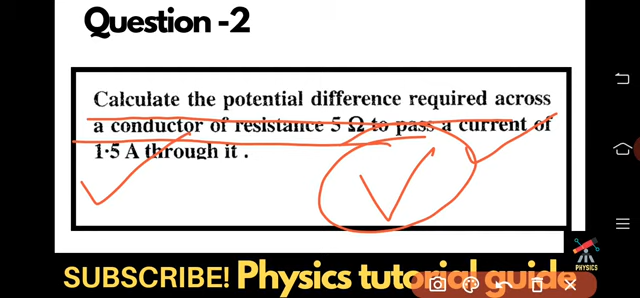 Question -2
Calculate the potential difference required across
a conductor of resistance 5 Ω to pass a current of
1·5 A through it .
V
PHYSICS
SUBSCRIBE! Physics tutorial guide